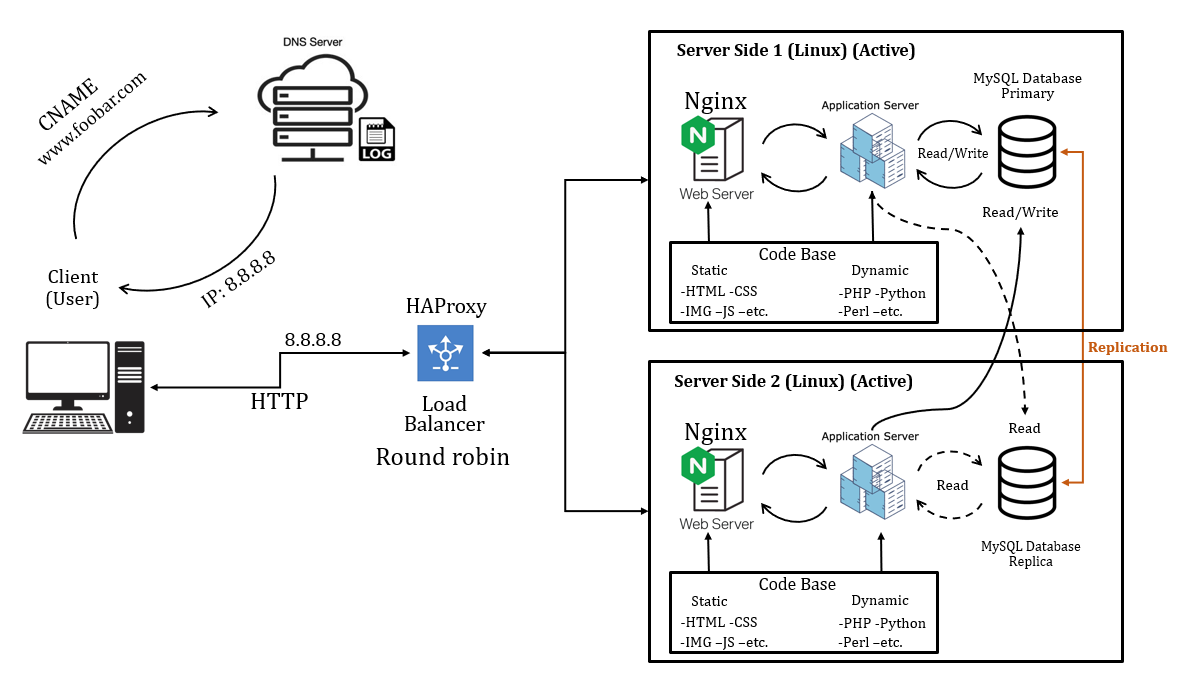 DNS Server
CNAME
www.foobar.com
LOG
IP: 8.8.8.8
Client
(User)
8.8.8.8
HTTP
HAProxy
Load
Balancer
Round robin
Server Side 1 (Linux) (Active)
Nginx
N
Web Server
Application Server
MySQL Database
Primary
Read/Write
Read/Write
Code Base
Static
-HTML -CSS
-IMG –JS –etc.
Dynamic
-PHP -Python
-Perl –etc.
Replication
Server Side 2 (Linux) (Active)
Nginx
N
Web Server
Application Server
Read
Read
MySQL Database
Replica
Code Base
Static
-HTML -CSS
-IMG –JS –etc.
Dynamic
-PHP -Python
-Perl –etc.